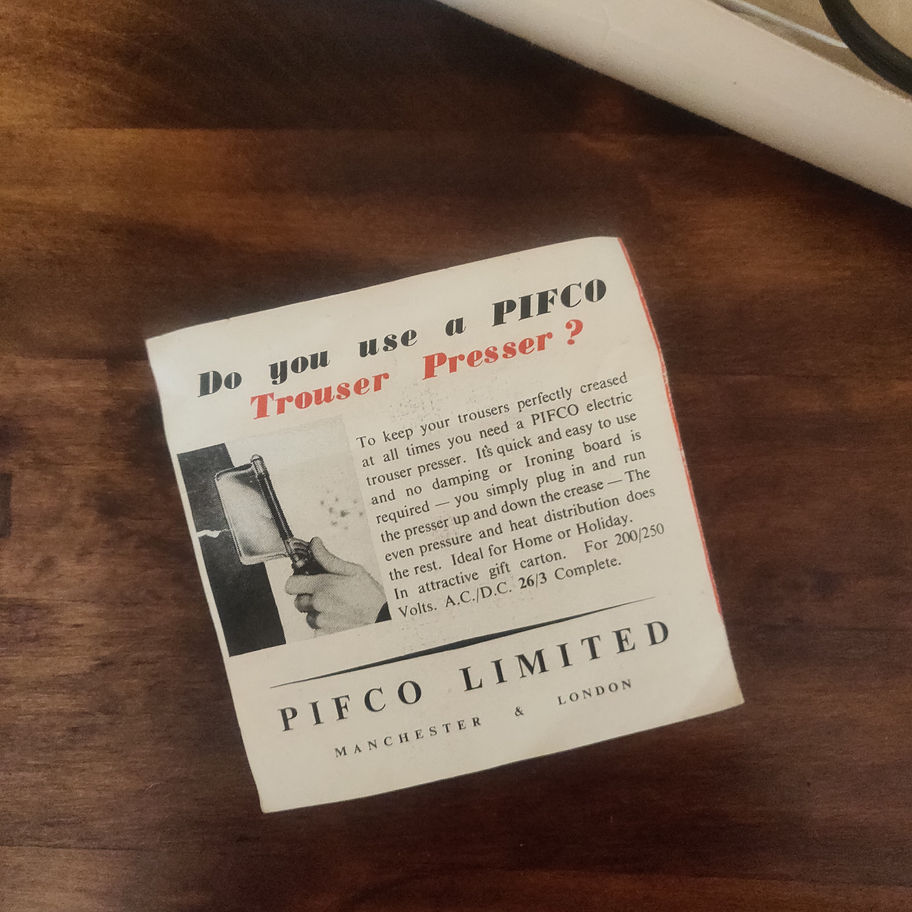 Do you use a PIFCO
Trouser Presser ?
To keep your trousers perfectly creased
at all times you need a PIFCO electric
trouser presser. It's quick and easy to use
and no damping or Ironing board is
required — you simply plug in and run
the presser up and down the crease — The
even pressure and heat distribution does
the rest. Ideal for Home or Holiday.
In attractive gift carton. For 200/250
Volts. A.C./D.C. 26/3 Complete.
PIFCO LIMITED
MANCHESTER & LONDON